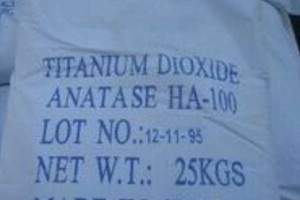 TITANIUM DIOXIDE
ANATASE HA-100
LOT NO.:12-11-95
NET W.T.: 25KGS